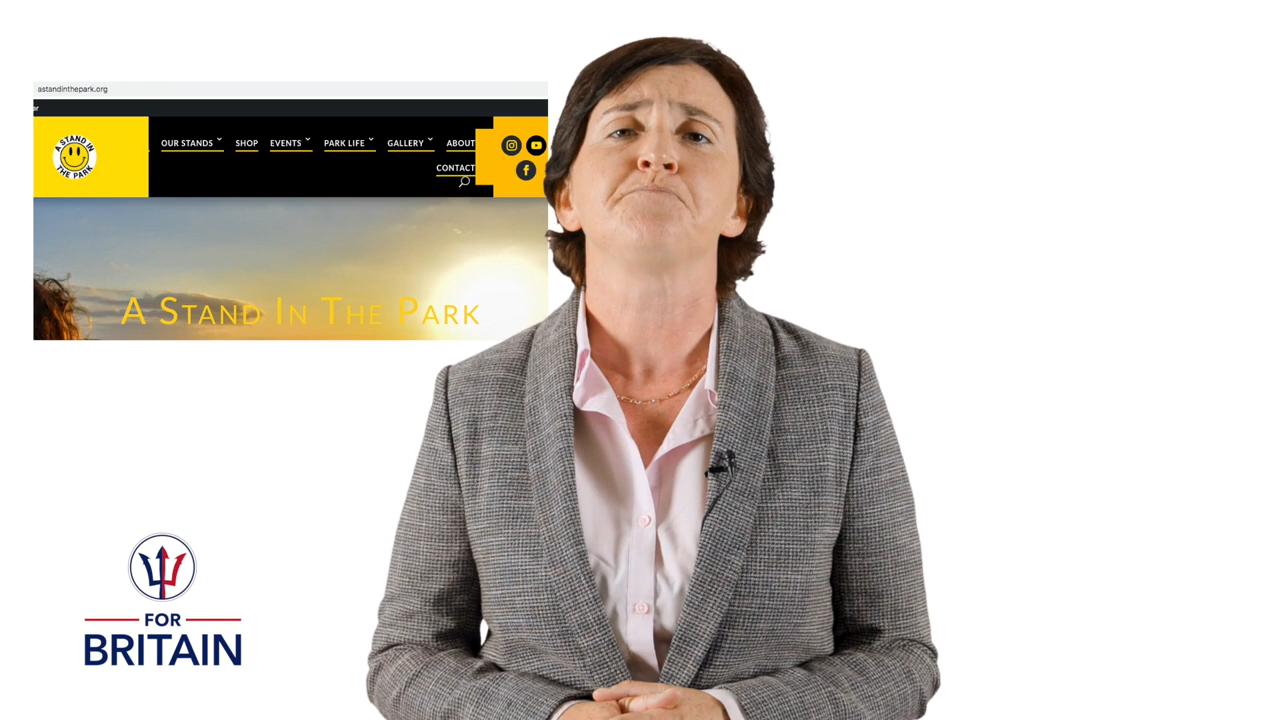 astandinthepark.org
er
A STAND IN
THE PARK
OUR STANDS
SHOP
EVENTS
PARK LIFE
GALLERY
ABOUT
CONTACT
A STAND IN THE PARK
FOR
BRITAIN